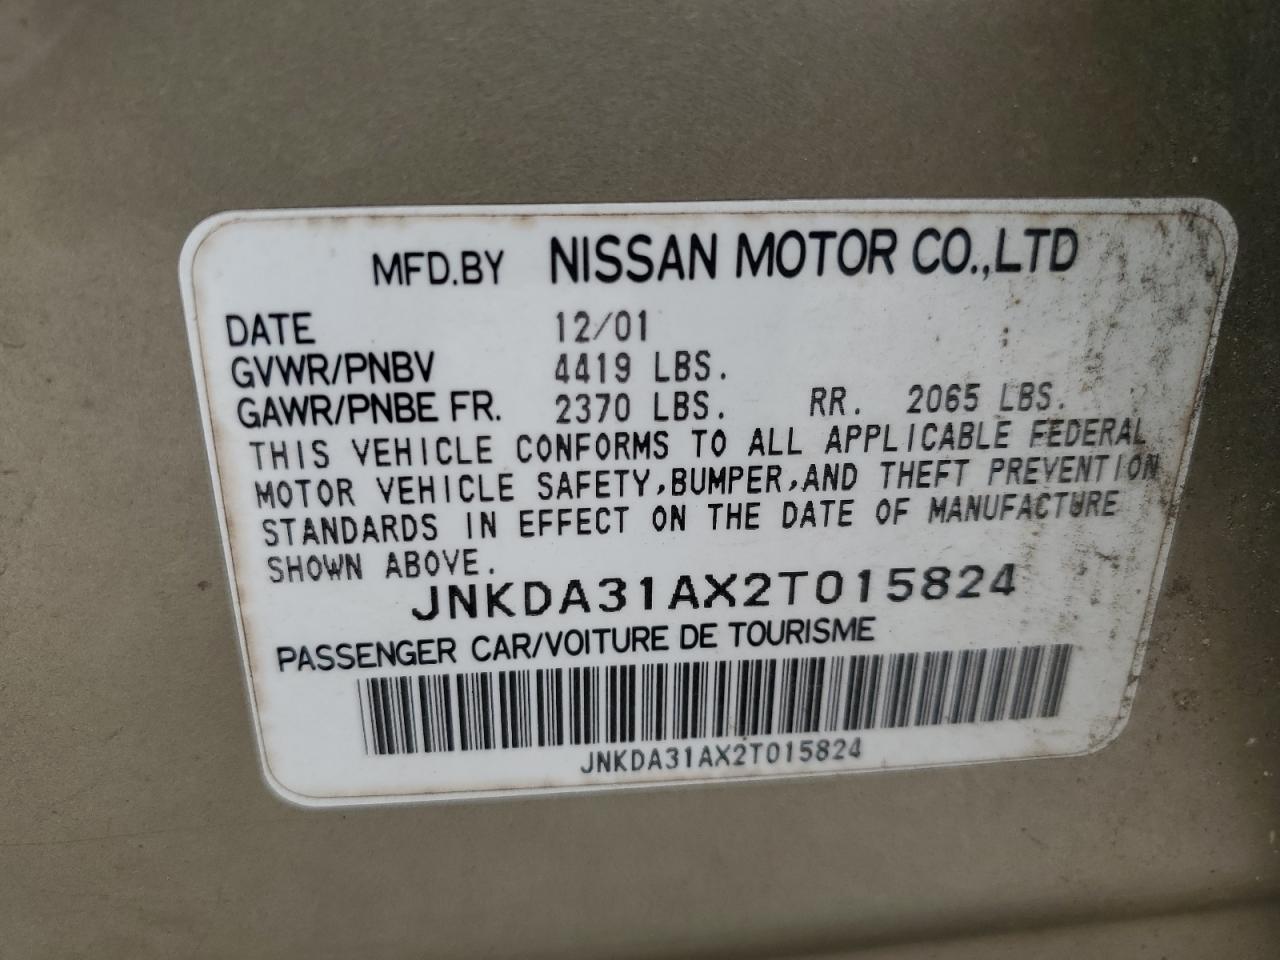 MFD.BY NISSAN MOTOR CO.,LTD
DATE 12/01
GVWR/PNBV 4419 LBS.
GAWR/PNBE FR. 2370 LBS. RR. 2065 LBS.
THIS VEHICLE CONFORMS TO ALL APPLICABLE FEDERAL
MOTOR VEHICLE SAFETY,BUMPER,AND THEFT PREVENTION
STANDARDS IN EFFECT ON THE DATE OF MANUFACTURE
SHOWN ABOVE.
JNKDA31AX2T015824
PASSENGER CAR/VOITURE DE TOURISME
JNKDA31AX2T015824